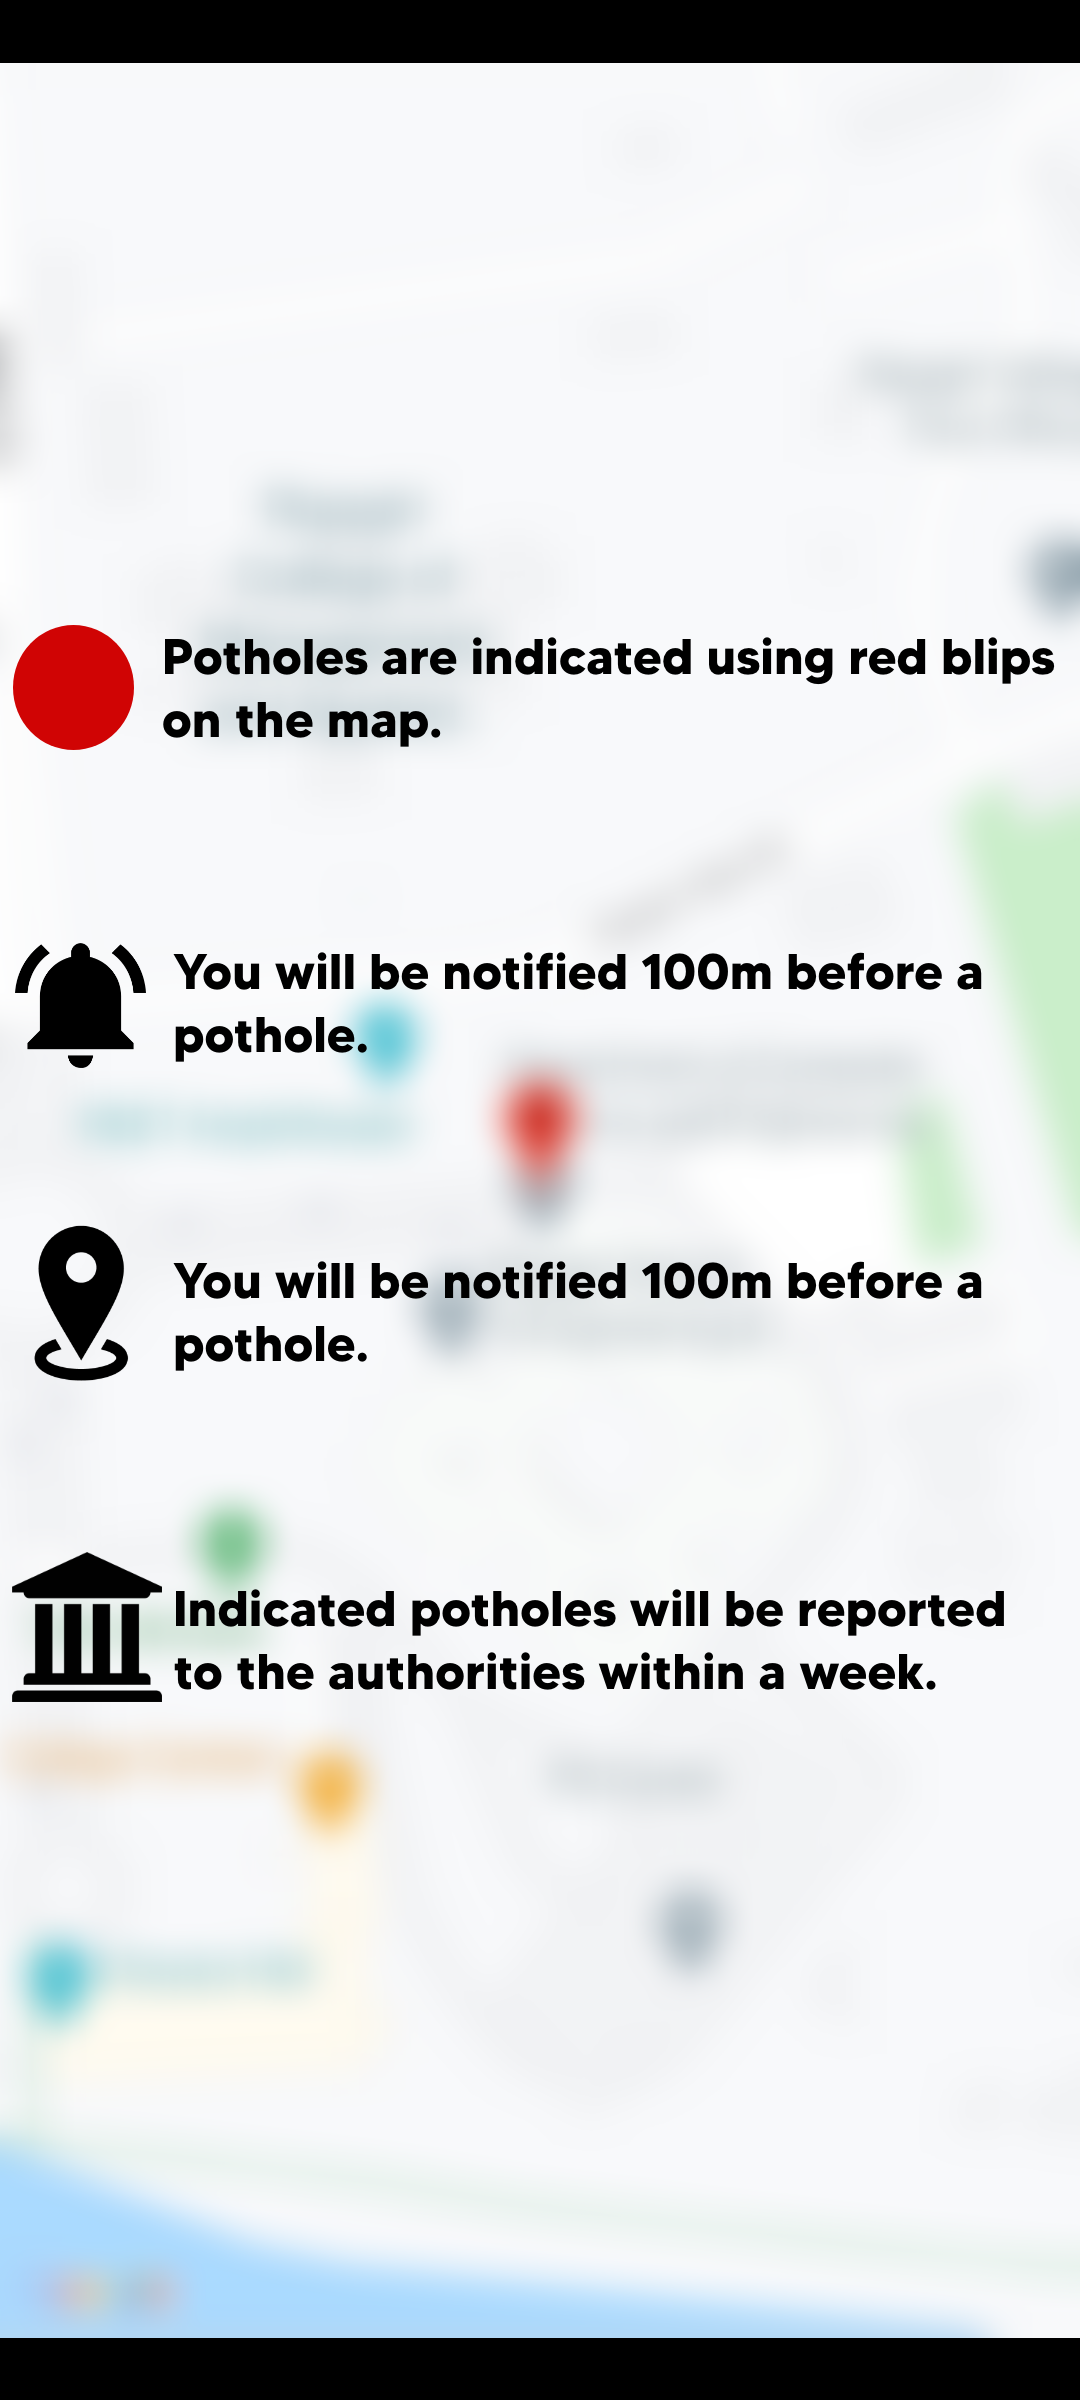 Potholes are indicated using red blips
on the map.
You will be notified 100m before a
pothole.
You will be notified 100m before a
pothole.
Indicated potholes will be reported
to the authorities within a week.